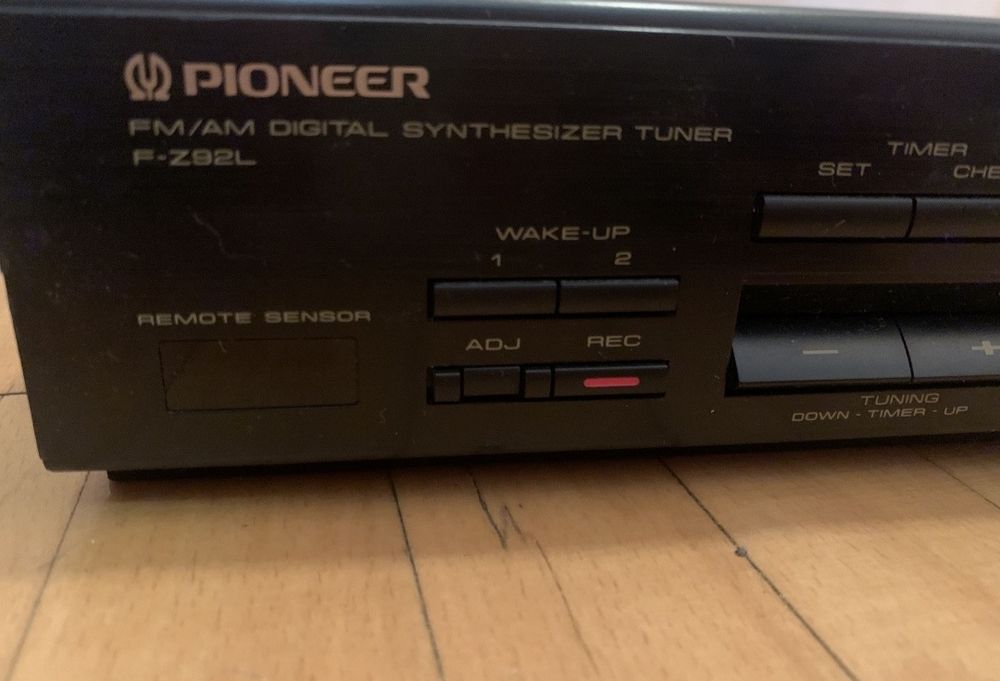 PIONEER
FM/AM DIGITAL SYNTHESIZER TUNER
F-Z92L
TIMER
SET
WAKE-UP
1 2
REMOTE SENSOR
ADJ REC
– +
TUNING
DOWN - TIMER - UP